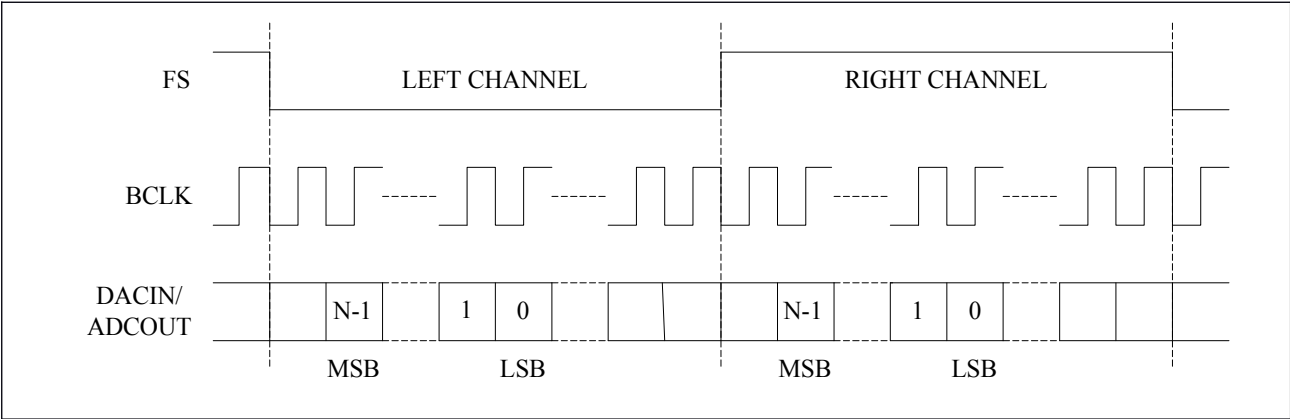 FS
LEFT CHANNEL
RIGHT CHANNEL
BCLK
DACIN/
ADCOUT
N-1
1
0
N-1
1
0
MSB
LSB
MSB
LSB